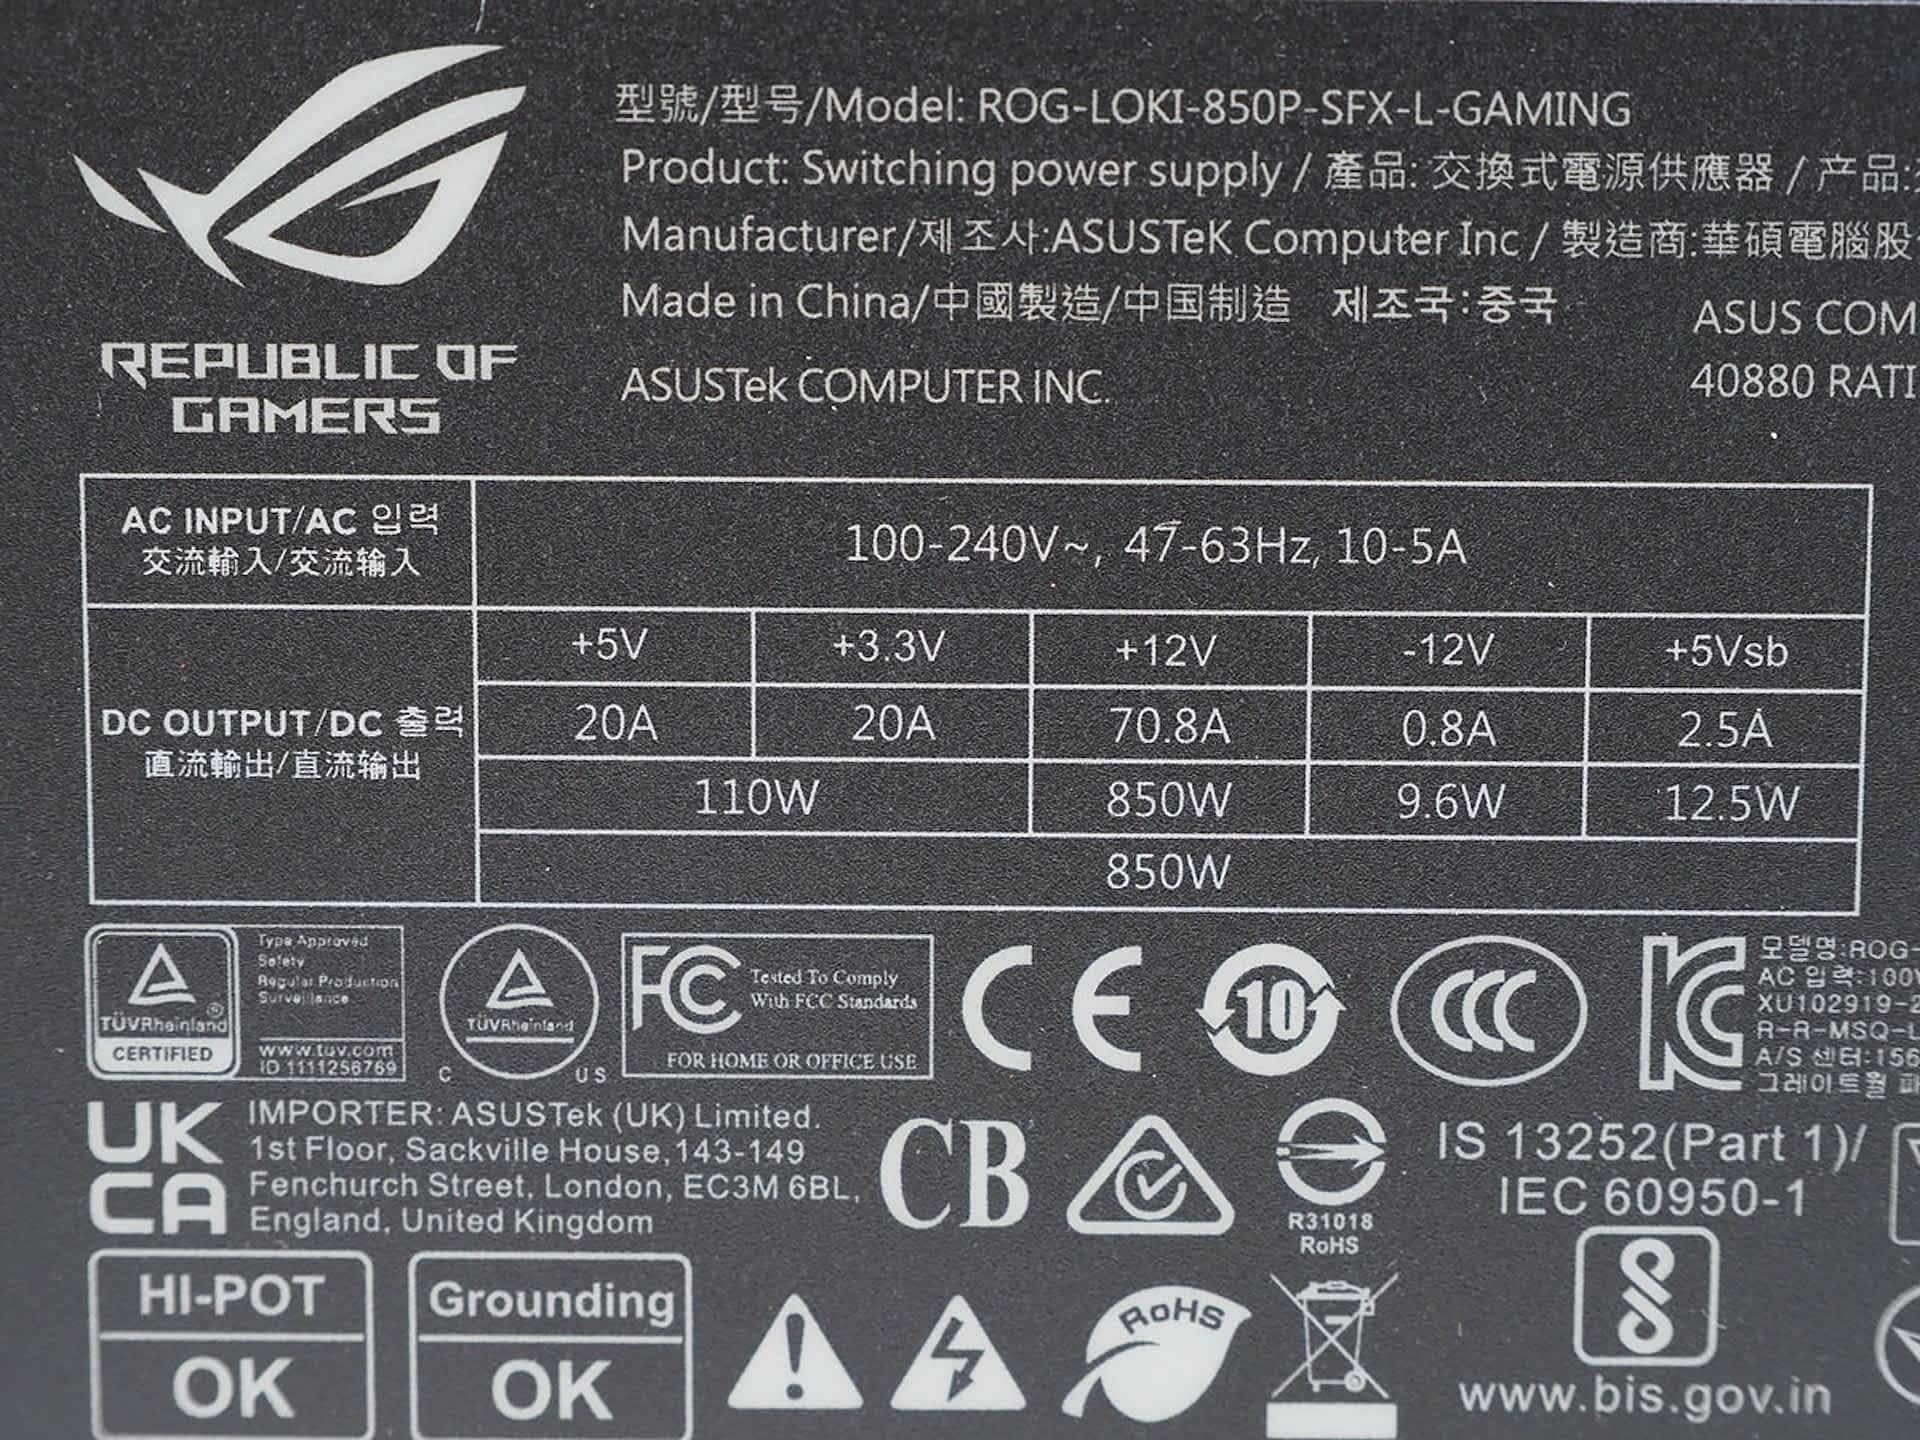 REPUBLIC OF
GAMERS
型號/型号/Model: ROG-LOKI-850P-SFX-L-GAMING
Product: Switching power supply / 產品: 交換式電源供應器 / 产品:
Manufacturer/제조사:ASUSTeK Computer Inc / 製造商:華碩電腦股
Made in China/中國製造/中国制造 제조국:중국
ASUS COM
ASUSTek COMPUTER INC.
40880 RATI
AC INPUT/AC 입력
交流輸入/交流输入
100-240V~, 47-63Hz, 10-5A
DC OUTPUT/DC 출력
直流輸出/直流输出
+5V +3.3V +12V -12V +5Vsb
20A 20A 70.8A 0.8A 2.5A
110W 850W 9.6W 12.5W
850W
TÜVRheinland®
CERTIFIED
Type Approved
Safety
Regular Production
Surveillance
www.tuv.com
ID 1111256769
TÜVRheinland
C US
FC Tested To Comply
With FCC Standards
FOR HOME OR OFFICE USE
CE
10
CCC
KC
모델명:ROG-
AC 입력:100V
XU102919-2
R-R-MSQ-L
A/S 센터:156
그레이트월
UK
CA
IMPORTER: ASUSTek (UK) Limited.
1st Floor, Sackville House,143-149
Fenchurch Street, London, EC3M 6BL,
England, United Kingdom
CB
R31018
RoHS
IS 13252(Part 1)/
IEC 60950-1
HI-POT
OK
Grounding
OK
RoHS
www.bis.gov.in